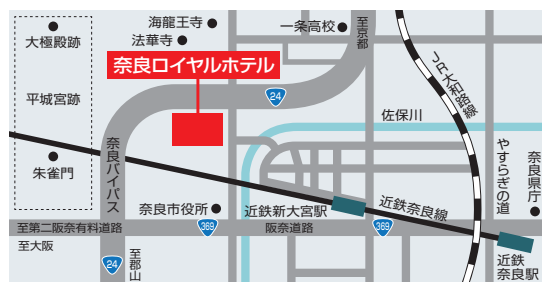 海龍王寺
法華寺
一条高校
至京都
大極殿跡
奈良ロイヤルホテル
JR大和路線
24
平城宮跡
佐保川
奈良バイパス
やすらぎの道
奈良県庁
朱雀門
奈良市役所
近鉄新大宮駅
近鉄奈良線
至第二阪奈有料道路
369
阪奈道路
369
至大阪
24
至郡山
近鉄
奈良駅